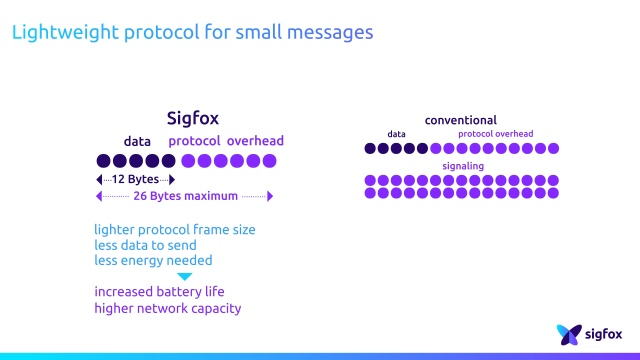 Lightweight protocol for small messages
Sigfox
data protocol overhead
12 Bytes
26 Bytes maximum
lighter protocol frame size
less data to send
less energy needed
increased battery life
higher network capacity
conventional
data protocol overhead
signaling
sigfox